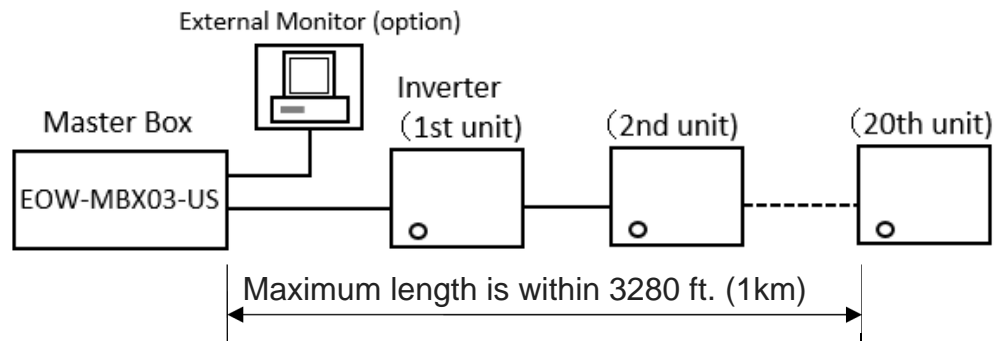 External Monitor (option)
Master Box
EOW-MBX03-US
Inverter
（1st unit)
（2nd unit)
（20th unit)
Maximum length is within 3280 ft. (1km)